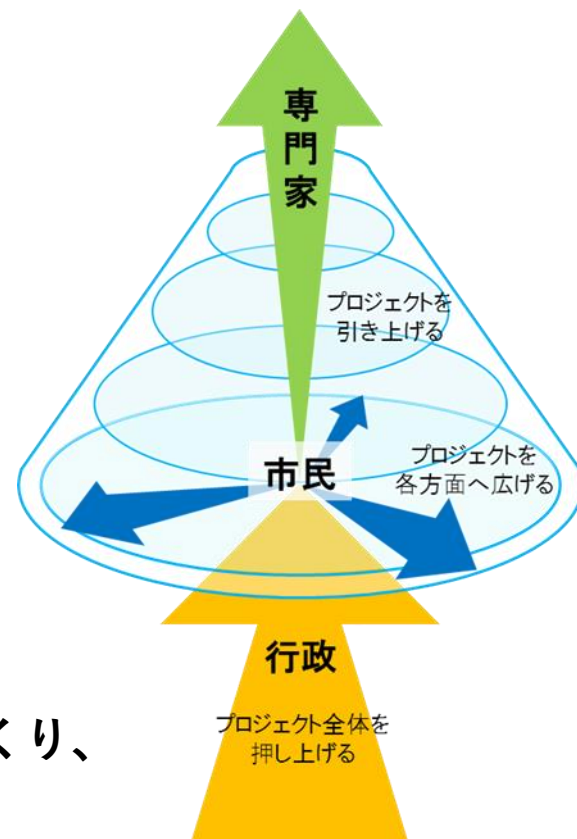 専門家
プロジェクトを
引き上げる
市民
プロジェクトを
各方面へ広げる
行政
プロジェクト全体を
押し上げる
くり、